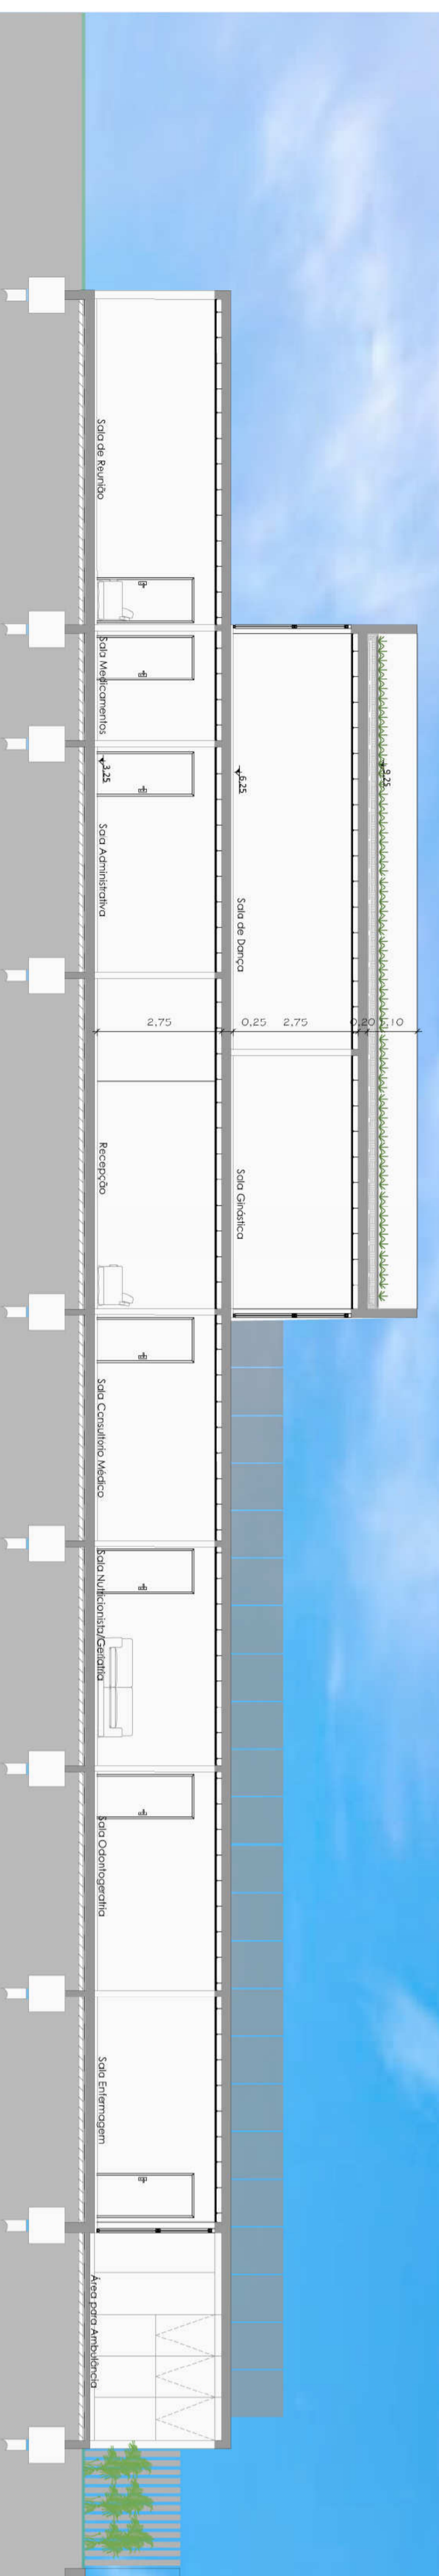 9,25
6,25
Sala de Dança
Sala Ginástica
2,75
0,25
2,75
0,20
1,10
Sala de Reunião
Sala Medicamentos
3,25
Sala Administrativa
Recepção
Sala Consultório Médico
Sala Nutricionista/Geriatria
Sala Odontogeratria
Sala Enfermagem
Área para Ambulância